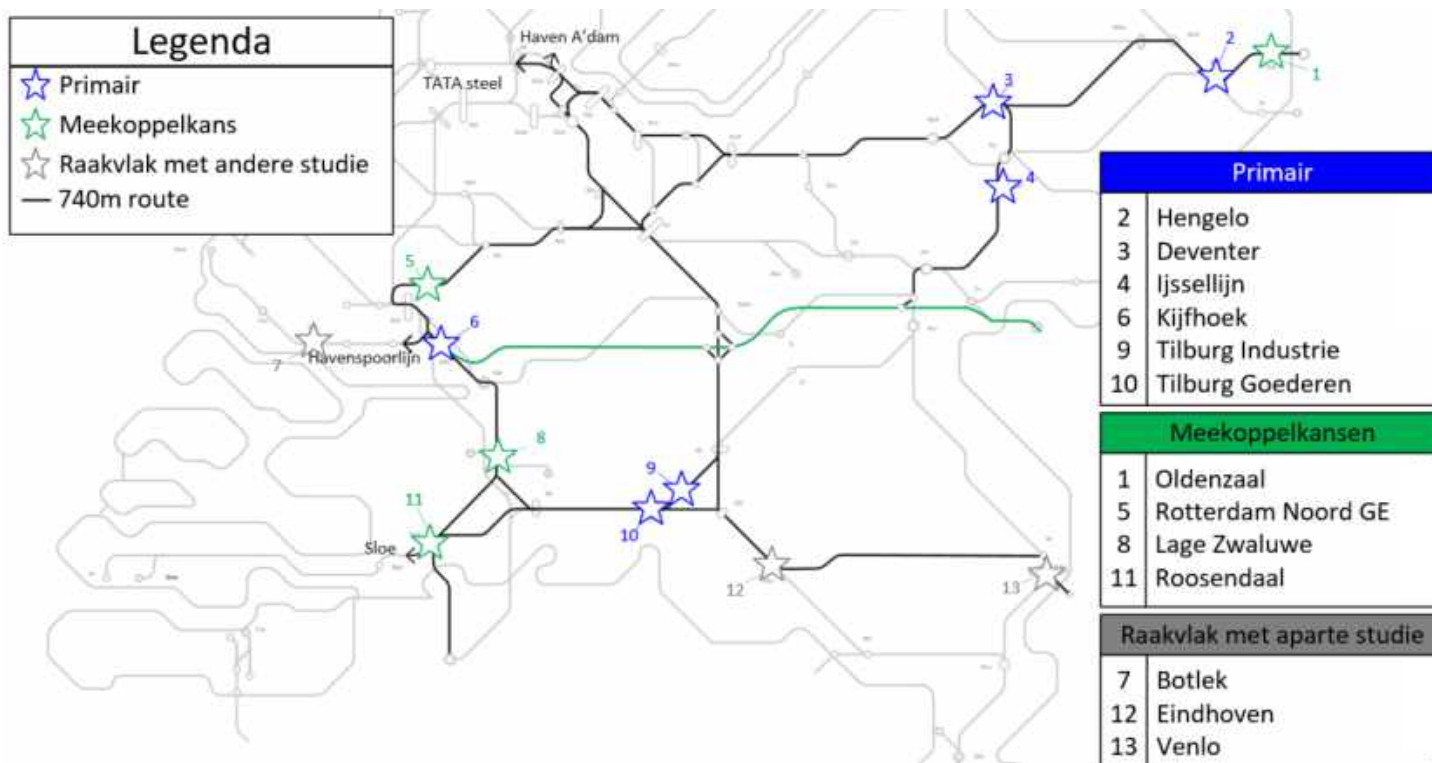 Legenda
Primair
Meekoppelkans
Raakvlak met andere studie
740m route
Haven A'dam
TATA steel
2
1
3
4
5
6
Havenspoorlijn
7
8
9
10
11
Sloe
12
13
Primair
2 Hengelo
3 Deventer
4 Ijssellijn
6 Kijfhoek
9 Tilburg Industrie
10 Tilburg Goederen
Meekoppelkansen
1 Oldenzaal
5 Rotterdam Noord GE
8 Lage Zwaluwe
11 Roosendaal
Raakvlak met aparte studie
7 Botlek
12 Eindhoven
13 Venlo